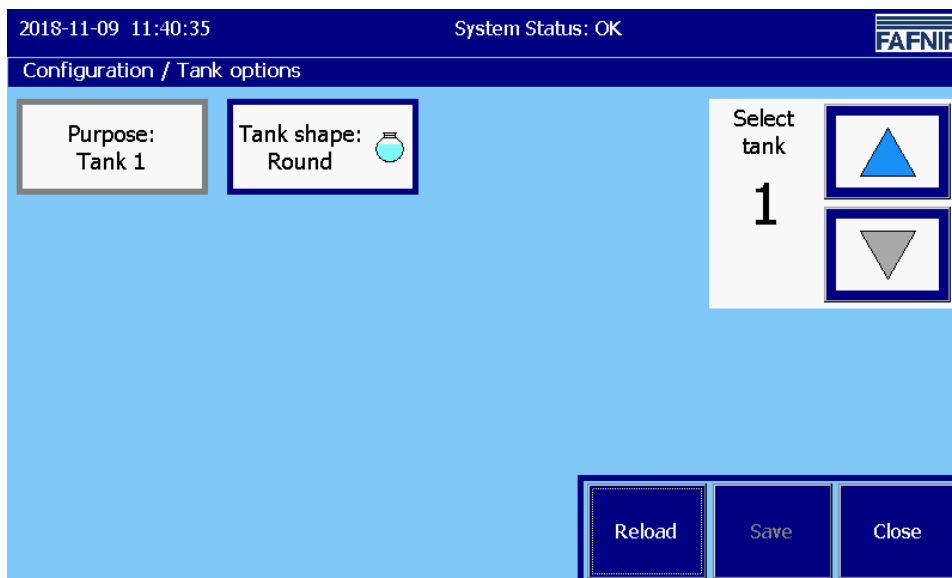 2018-11-09 11:40:35 System Status: OK
FAFNIR
Configuration / Tank options
Purpose:
Tank 1
Tank shape:
Round
Select
tank
1
Reload
Save
Close